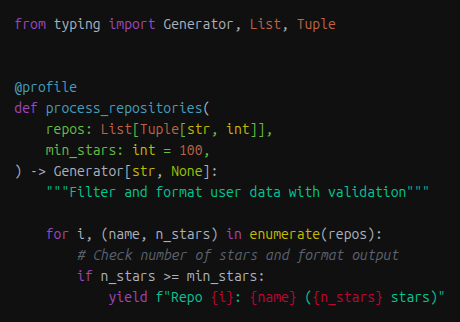 from typing import Generator, List, Tuple
@profile
def process_repositories(
    repos: List[Tuple[str, int]],
    min_stars: int = 100,
) -> Generator[str, None]:
    """Filter and format user data with validation"""
    for i, (name, n_stars) in enumerate(repos):
        # Check number of stars and format output
        if n_stars >= min_stars:
            yield f"Repo {i}: {name} ({n_stars} stars)"